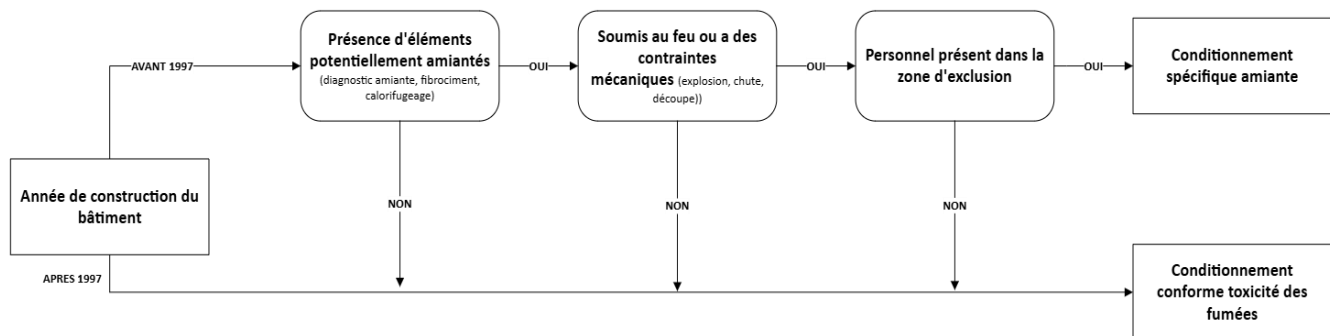 Présence d'éléments
potentiellement amiantés
(diagnostic amiante, fibrociment,
calorifugeage)
Soumis au feu ou a des
contraintes
mécaniques (explosion, chute,
découpe))
Personnel présent dans la
zone d'exclusion
Conditionnement
spécifique amiante
AVANT 1997
OUI
OUI
OUI
Année de construction du
bâtiment
NON
NON
NON
APRES 1997
Conditionnement
conforme toxicité des
fumées